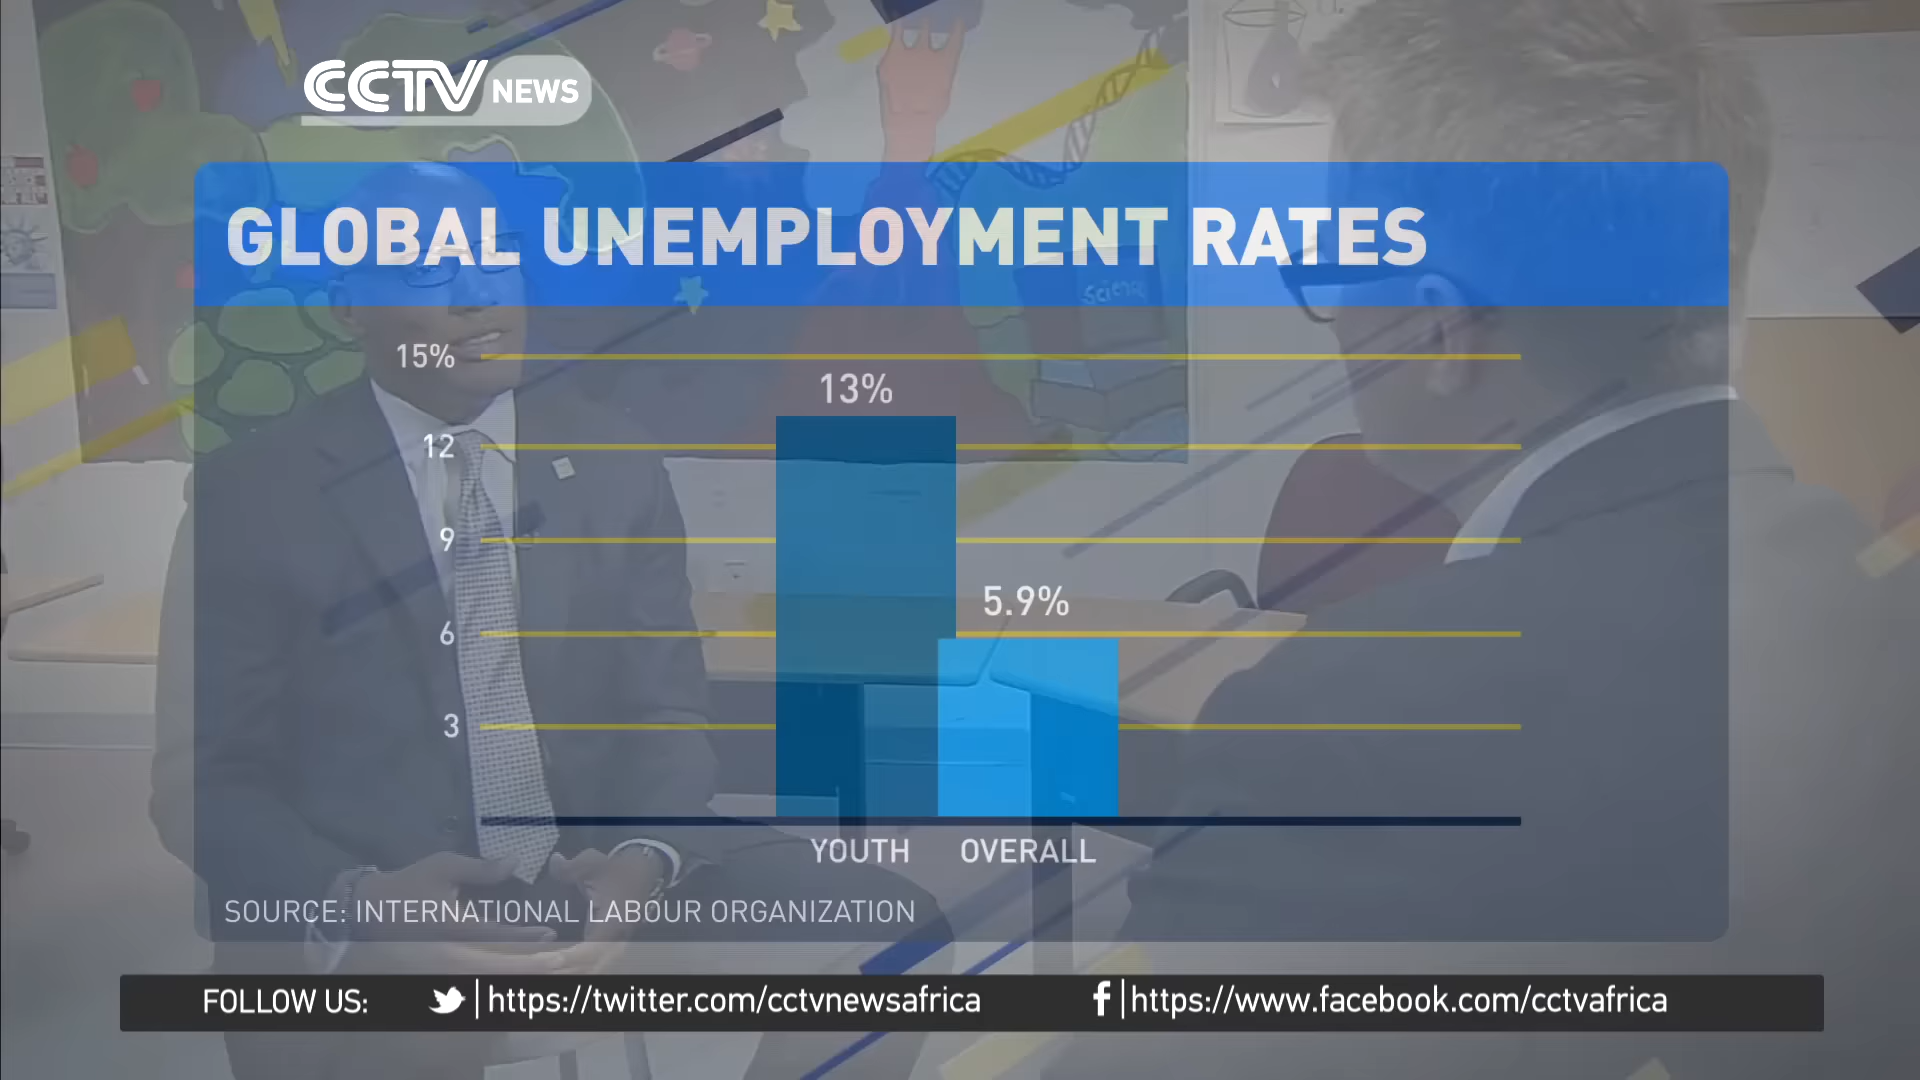 CCTV NEWS
GLOBAL UNEMPLOYMENT RATES
Science
15%
13%
12
9
5.9%
6
3
YOUTH OVERALL
SOURCE: INTERNATIONAL LABOUR ORGANIZATION
FOLLOW US: https://twitter.com/cctvnewsafrica f https://www.facebook.com/cctvafrica